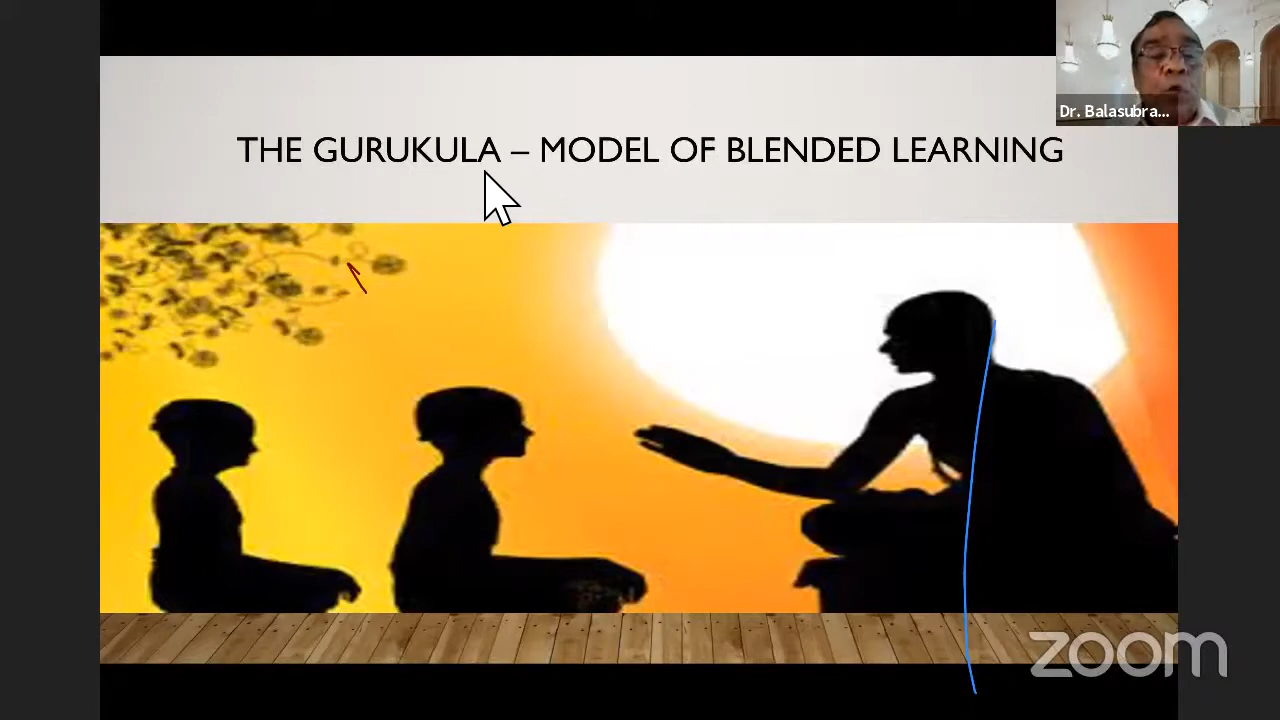 Dr. Balasubra...
THE GURUKULA – MODEL OF BLENDED LEARNING
zoom